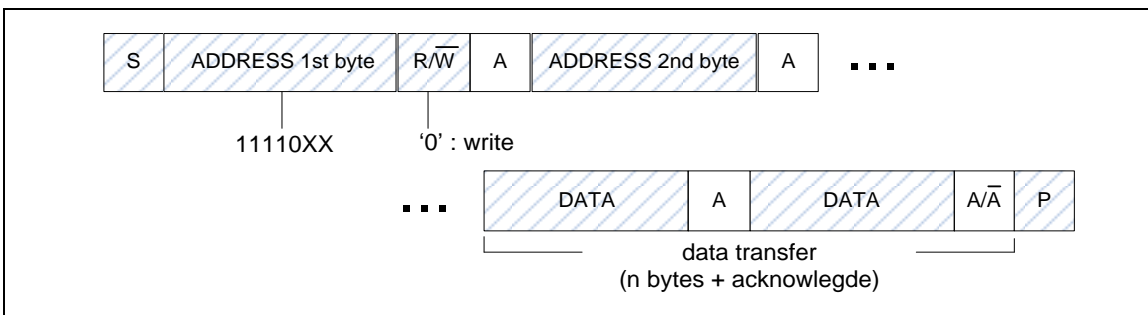 S ADDRESS 1st byte R/W̅ A ADDRESS 2nd byte A ...
11110XX '0' : write
... DATA A DATA A/A̅ P
data transfer
(n bytes + acknowlegde)